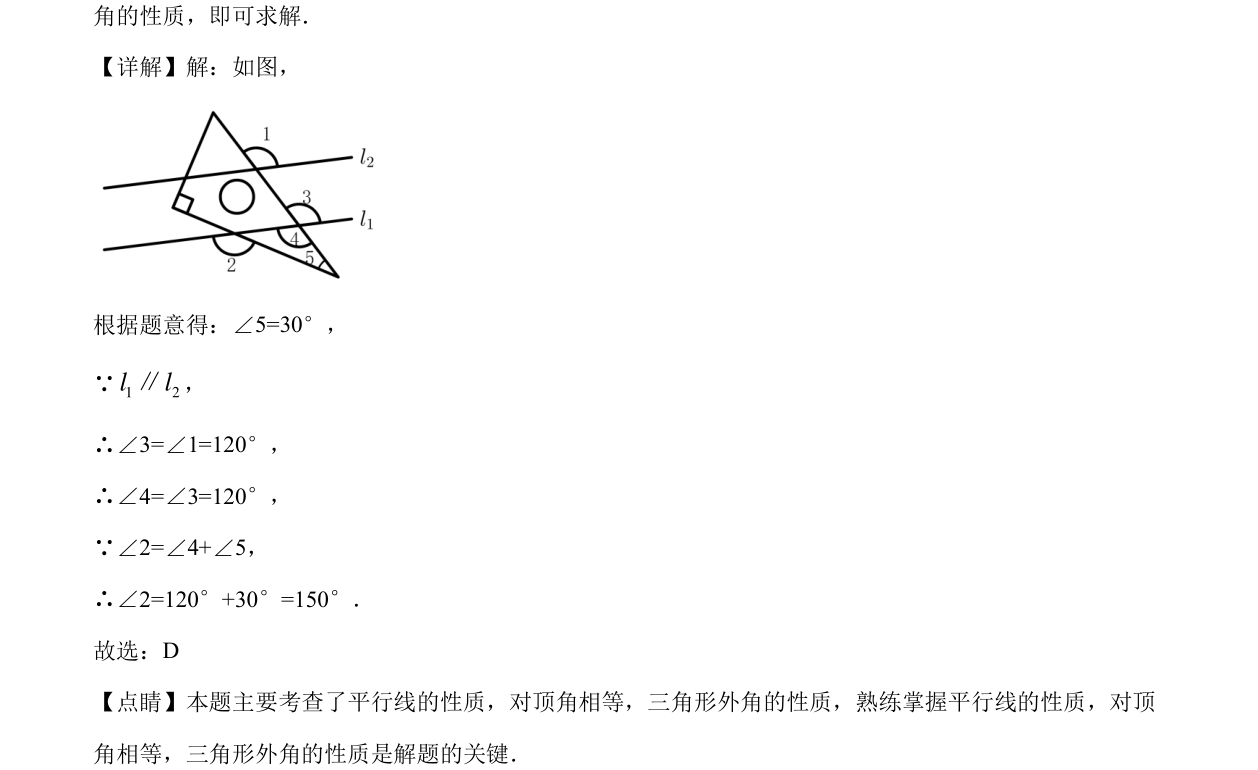 角的性质，即可求解．
【详解】解：如图，
1
l₂
3
l₁
4
5
2
根据题意得：∠5=30°，
∵l₁∥l₂，
∴∠3=∠1=120°，
∴∠4=∠3=120°，
∵∠2=∠4+∠5，
∴∠2=120°+30°=150°．
故选：D
【点睛】本题主要考查了平行线的性质，对顶角相等，三角形外角的性质，熟练掌握平行线的性质，对顶
角相等，三角形外角的性质是解题的关键．